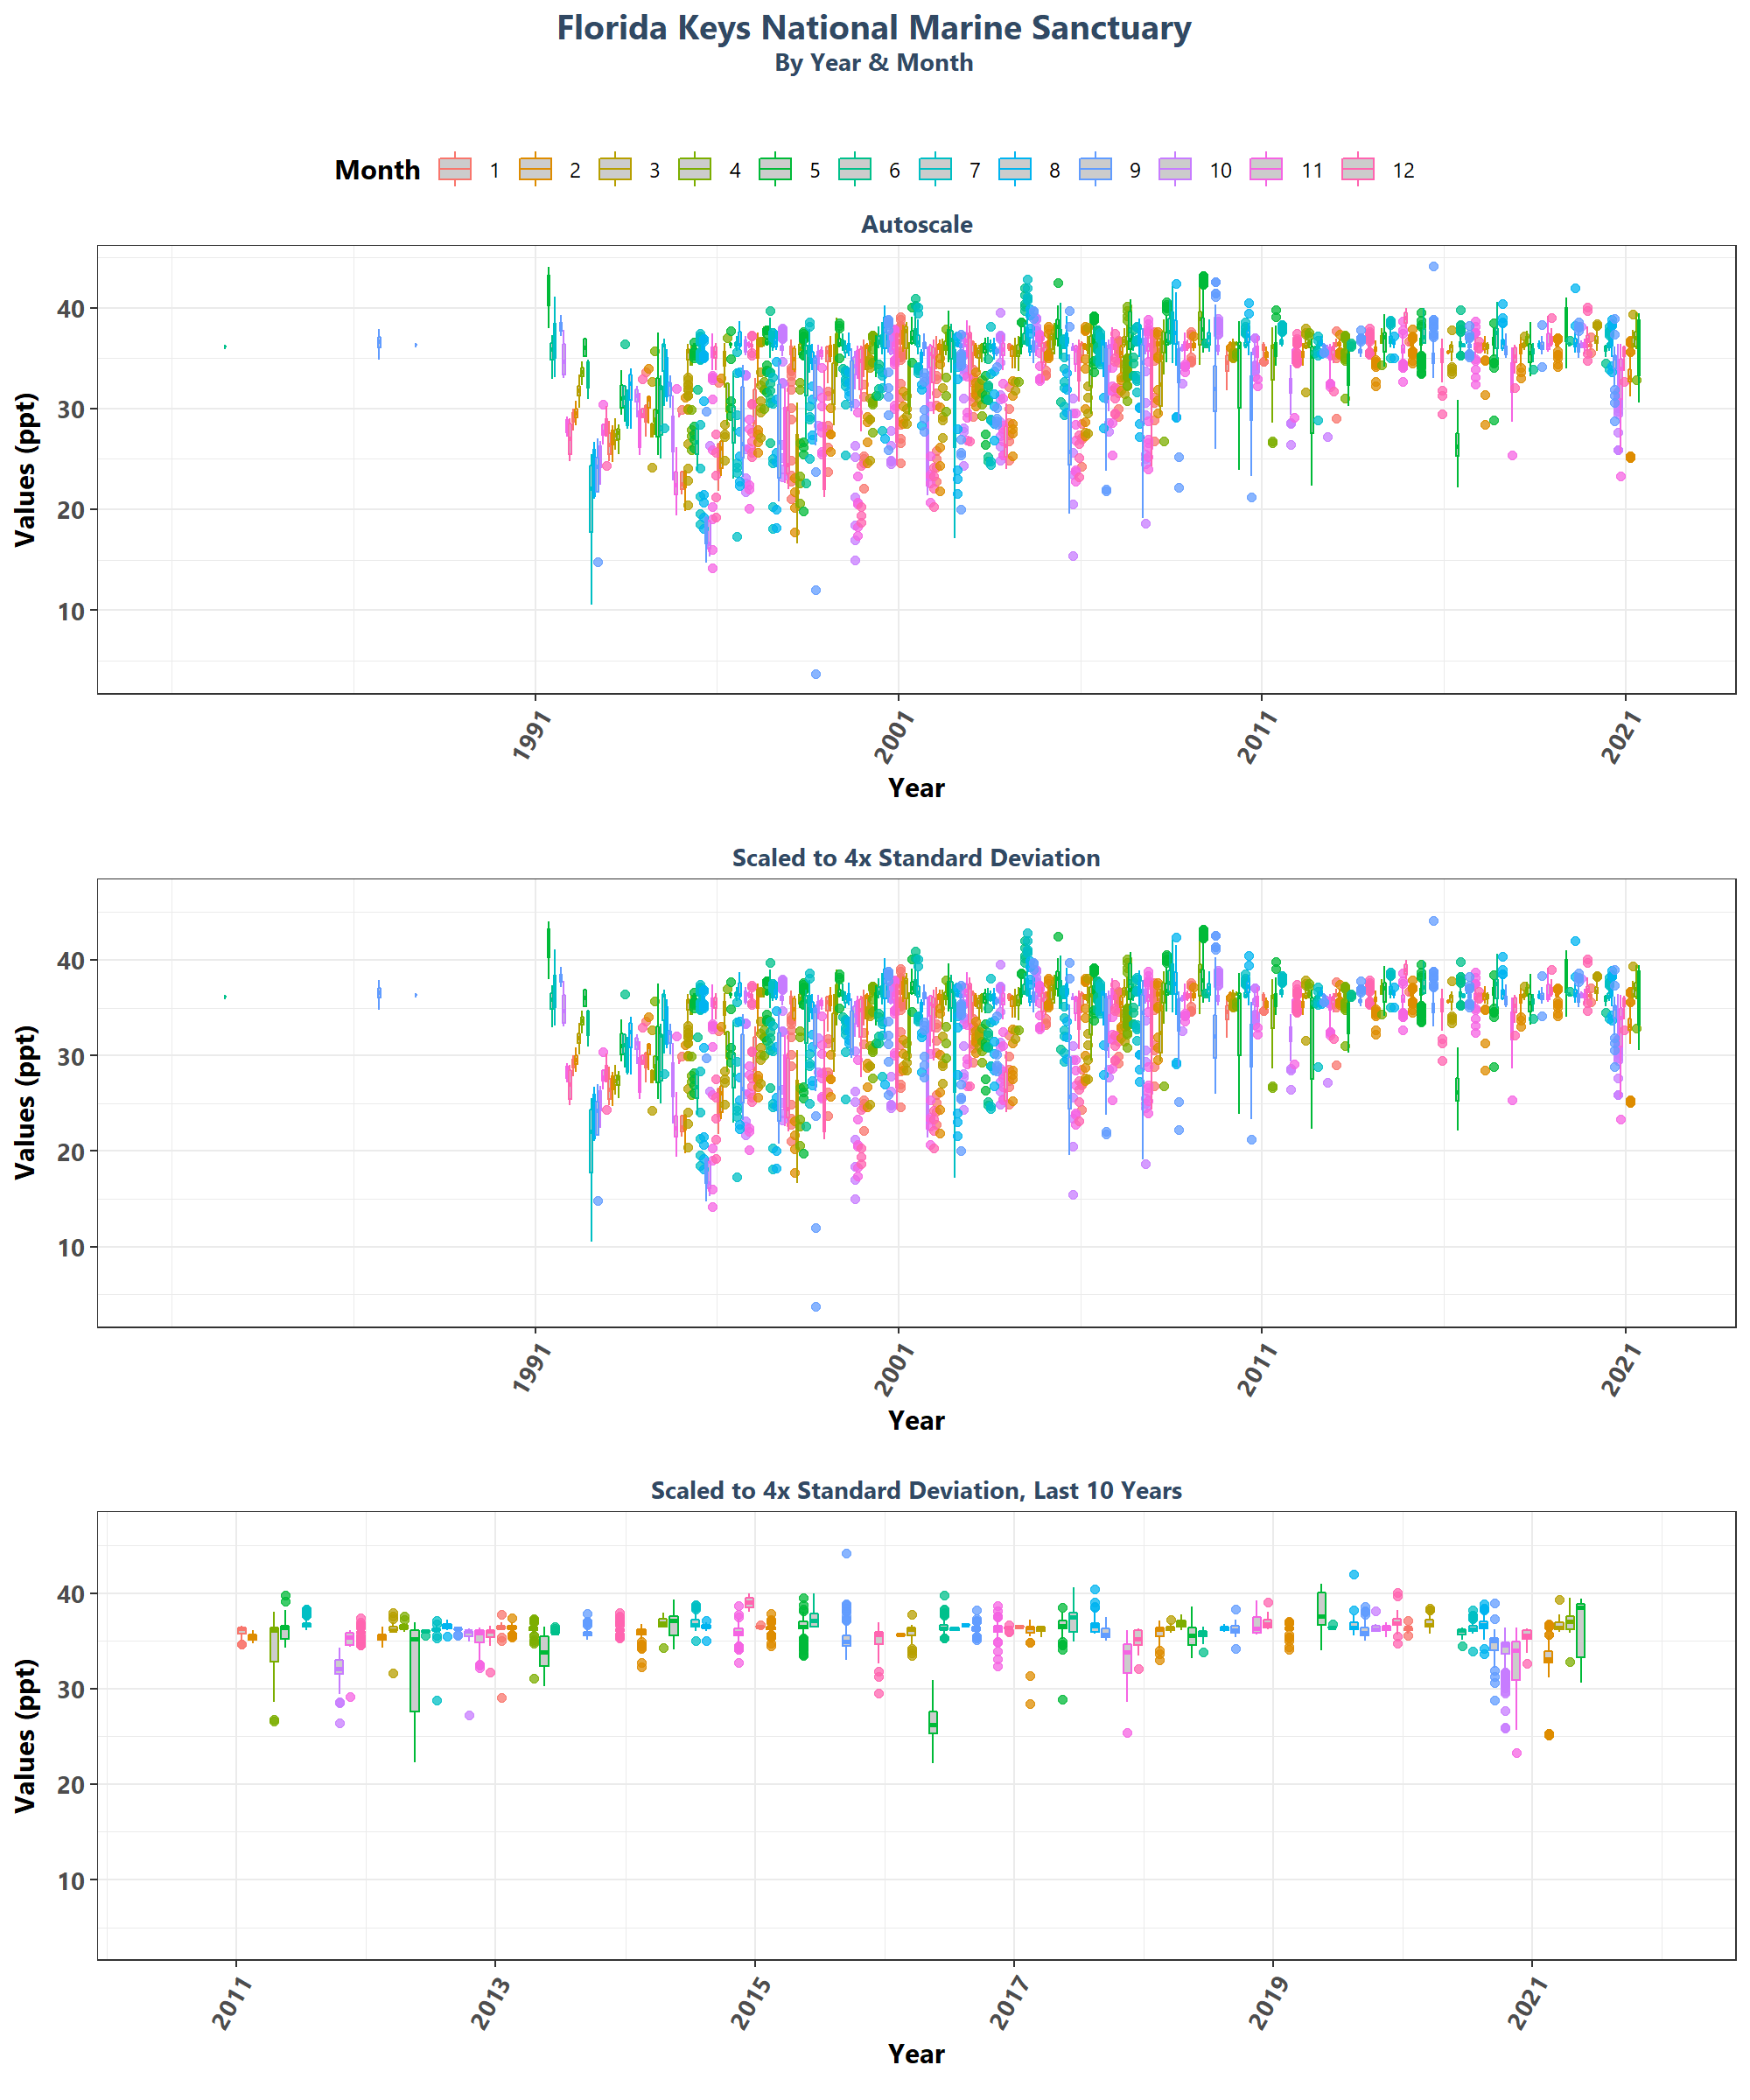 Florida Keys National Marine Sanctuary
By Year & Month
Month 1 2 3 4 5 6 7 8 9 10 11 12
Autoscale
Values (ppt)
40
30
20
10
1991 2001 2011 2021
Year
Scaled to 4x Standard Deviation
Values (ppt)
40
30
20
10
1991 2001 2011 2021
Year
Scaled to 4x Standard Deviation, Last 10 Years
Values (ppt)
40
30
20
10
2011 2013 2015 2017 2019 2021
Year